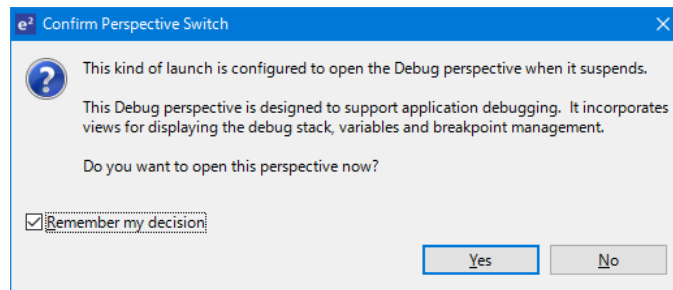 e² Confirm Perspective Switch
This kind of launch is configured to open the Debug perspective when it suspends.
This Debug perspective is designed to support application debugging. It incorporates
views for displaying the debug stack, variables and breakpoint management.
Do you want to open this perspective now?
Remember my decision
Yes No